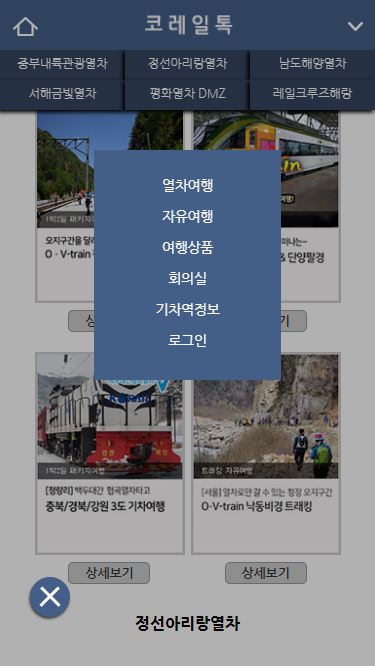 코레일톡
중부내륙관광열차
정선아리랑열차
남도해양열차
서해금빛열차
평화열차 DMZ
레일크루즈해랑
열차여행
자유여행
여행상품
회의실
기차역정보
로그인
1박2일 패키지여행
오지구간을 달리
O·V-train
떠나는~
& 단양팔경
1박2일 패키지여행
[청량리] 백두대간 협곡열차타고
충북/경북/강원 3도 기차여행
상세보기
트래킹 자유여행
[서울] 열차로만 갈 수 있는 청정 오지구간
O·V-train 낙동비경 트래킹
상세보기
정선아리랑열차